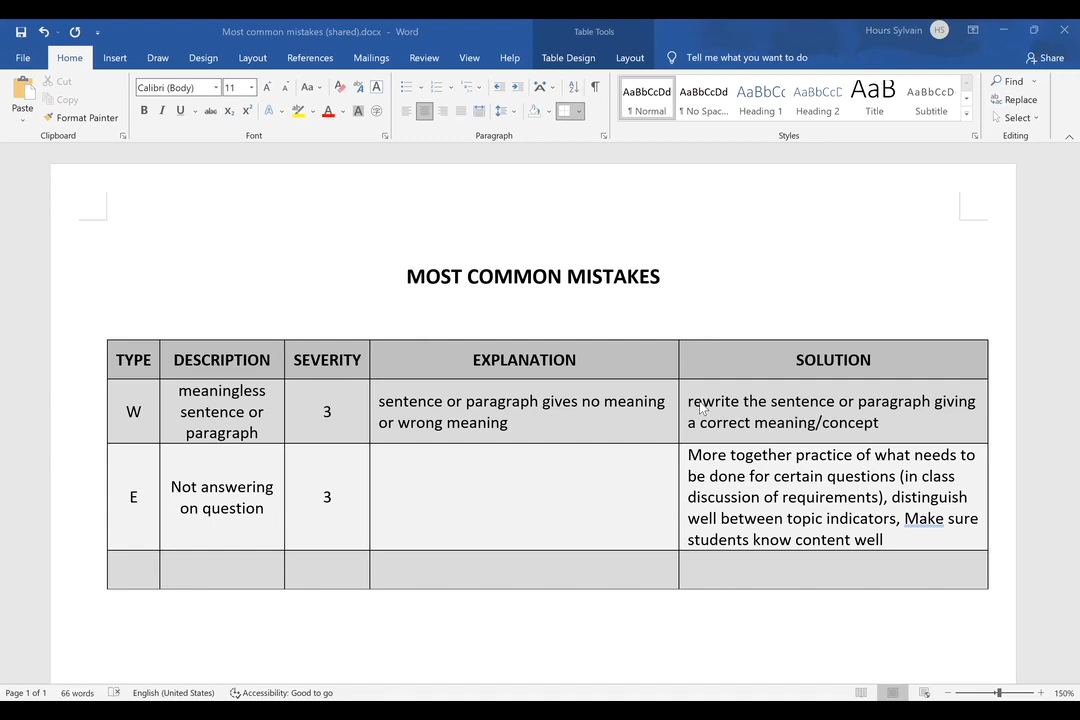 Most common mistakes (shared).docx - Word
Table Tools
Hours Sylvain
HS
File Home Insert Draw Design Layout References Mailings Review View Help Table Design Layout Tell me what you want to do Share
Paste
Cut
Copy
Format Painter
Calibri (Body) 11
Clipboard
Font
Paragraph
AaBbCcDd
Normal
AaBbCcDd
No Spac...
AaBbCc
Heading 1
AaBbCcC
Heading 2
AaB
Title
AaBbCcD
Subtitle
Styles
Find
Replace
Select
Editing
MOST COMMON MISTAKES
TYPE DESCRIPTION SEVERITY EXPLANATION SOLUTION
W
meaningless
sentence or
paragraph
3
sentence or paragraph gives no meaning
or wrong meaning
rewrite the sentence or paragraph giving
a correct meaning/concept
E
Not answering
on question
3
More together practice of what needs to
be done for certain questions (in class
discussion of requirements), distinguish
well between topic indicators, Make sure
students know content well
Page 1 of 1 66 words English (United States) Accessibility: Good to go 150%